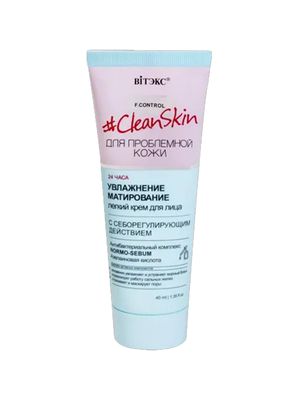 ВIТЭКС®
F.CONTROL
#CleanSkin
ДЛЯ ПРОБЛЕМНОЙ
КОЖИ
24 ЧАСА
УВЛАЖНЕНИЕ
МАТИРОВАНИЕ
легкий крем для лица
С СЕБОРЕГУЛИРУЮЩИМ
ДЕЙСТВИЕМ
Антибактериальный комплекс
NORMO-SEBUM
кислота
40 ml